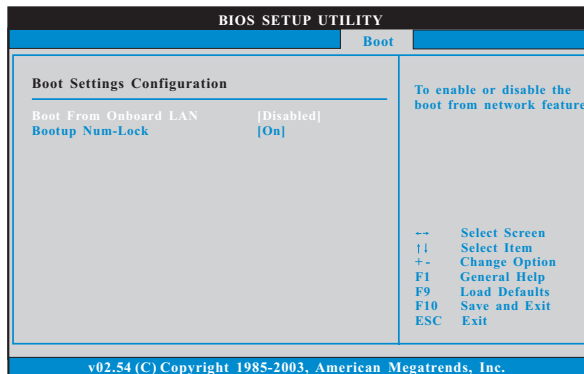 BIOS SETUP UTILITY
Boot
Boot Settings Configuration
Boot From Onboard LAN [Disabled]
Bootup Num-Lock [On]
To enable or disable the
boot from network feature
←→ Select Screen
↑↓ Select Item
+- Change Option
F1 General Help
F9 Load Defaults
F10 Save and Exit
ESC Exit
v02.54 (C) Copyright 1985-2003, American Megatrends, Inc.